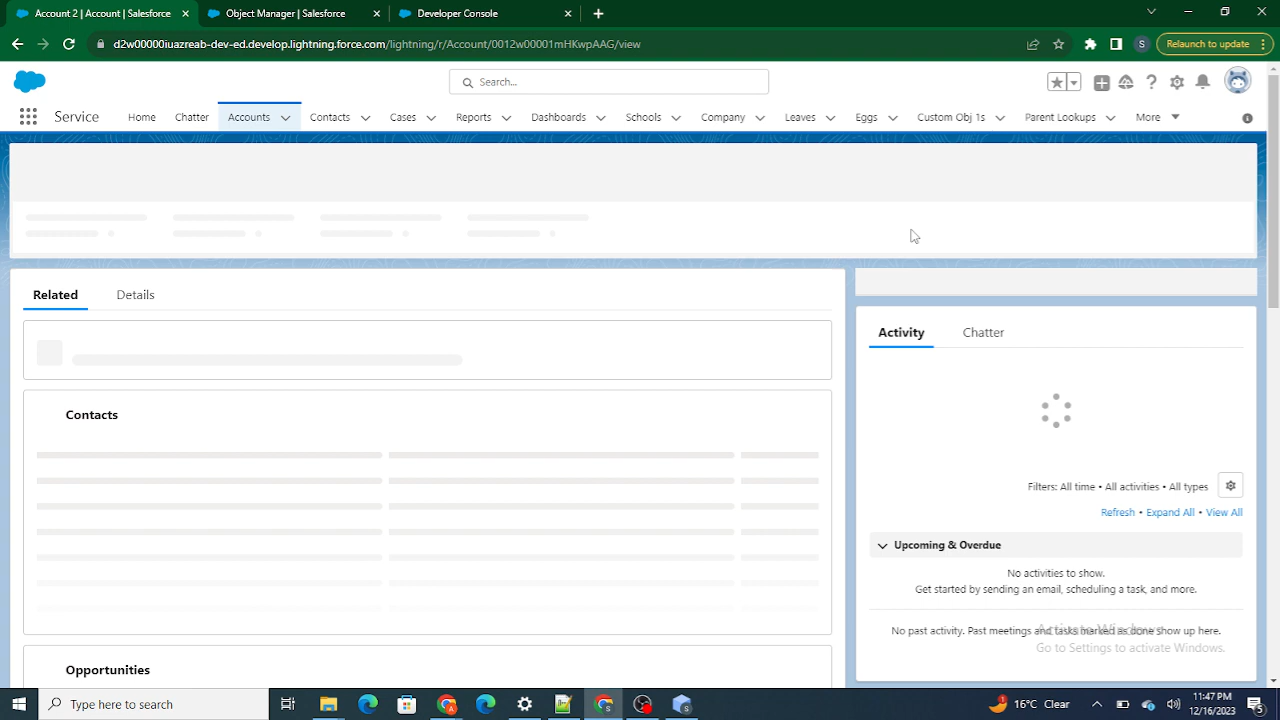 Account 2 | Account | Salesforce
Object Manager | Salesforce
Developer Console
d2w00000iuazreab-dev-ed.develop.lightning.force.com/lightning/r/Account/0012w00001mHKwpAAG/view
S
Relaunch to update
Search...
Service
Home
Chatter
Accounts
Contacts
Cases
Reports
Dashboards
Schools
Company
Leaves
Eggs
Custom Obj 1s
Parent Lookups
More
Related
Details
Contacts
Opportunities
Activity
Chatter
Filters: All time • All activities • All types
Refresh • Expand All • View All
Upcoming & Overdue
No activities to show.
Get started by sending an email, scheduling a task, and more.
No past activity. Past meetings and tasks marked as done show up here.
Activate Windows
Go to Settings to activate Windows.
Type here to search
1
16°C Clear
11:47 PM
12/16/2023
5